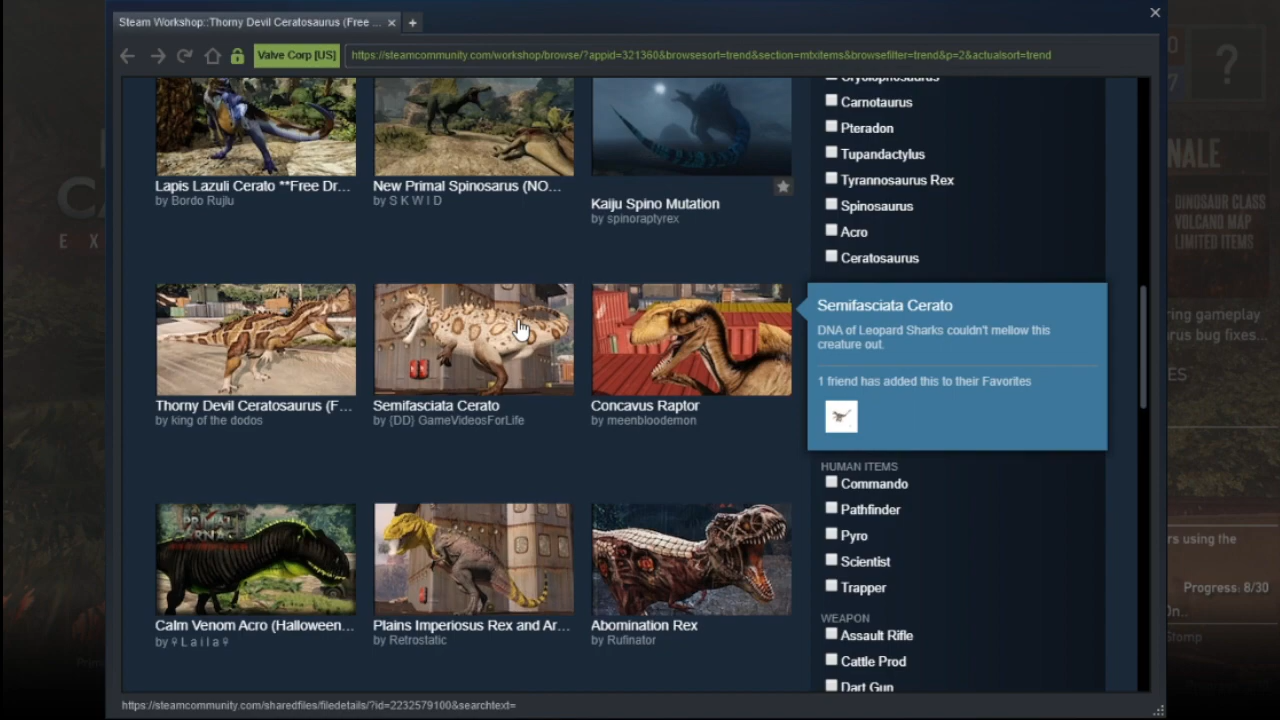 Steam Workshop::Thorny Devil Ceratosaurus (Free ...
Valve Corp [US]
https://steamcommunity.com/workshop/browse/?appid=321360&browsesort=trend&section=mtxitems&browsefilter=trend&p=2&actualsort=trend
Lapis Lazuli Cerato **Free Dr...
by Bordo Rujlu
New Primal Spinosarus (NO...
by S K W I D
Kaiju Spino Mutation
by spinoraptyrex
Thorny Devil Ceratosaurus (F...
by king of the dodos
Semifasciata Cerato
by {DD} GameVideosForLife
Concavus Raptor
by meenbloodemon
Calm Venom Acro (Halloween...
by ♀ L a i l a ♀
Plains Imperiosus Rex and Ar...
by Retrostatic
Abomination Rex
by Rufinator
Cryolophosaurus
Carnotaurus
Pteradon
Tupandactylus
Tyrannosaurus Rex
Spinosaurus
Acro
Ceratosaurus
Semifasciata Cerato
DNA of Leopard Sharks couldn't mellow this
creature out.
1 friend has added this to their Favorites
HUMAN ITEMS
Commando
Pathfinder
Pyro
Scientist
Trapper
WEAPON
Assault Rifle
Cattle Prod
Dart Gun
NALE
DINOSAUR CLASS
VOLCANO MAP
LIMITED ITEMS
ring gameplay
rus bug fixes...
ES
rs using the
Progress: 8/30
Stomp
https://steamcommunity.com/sharedfiles/filedetails/?id=2232579100&searchtext=